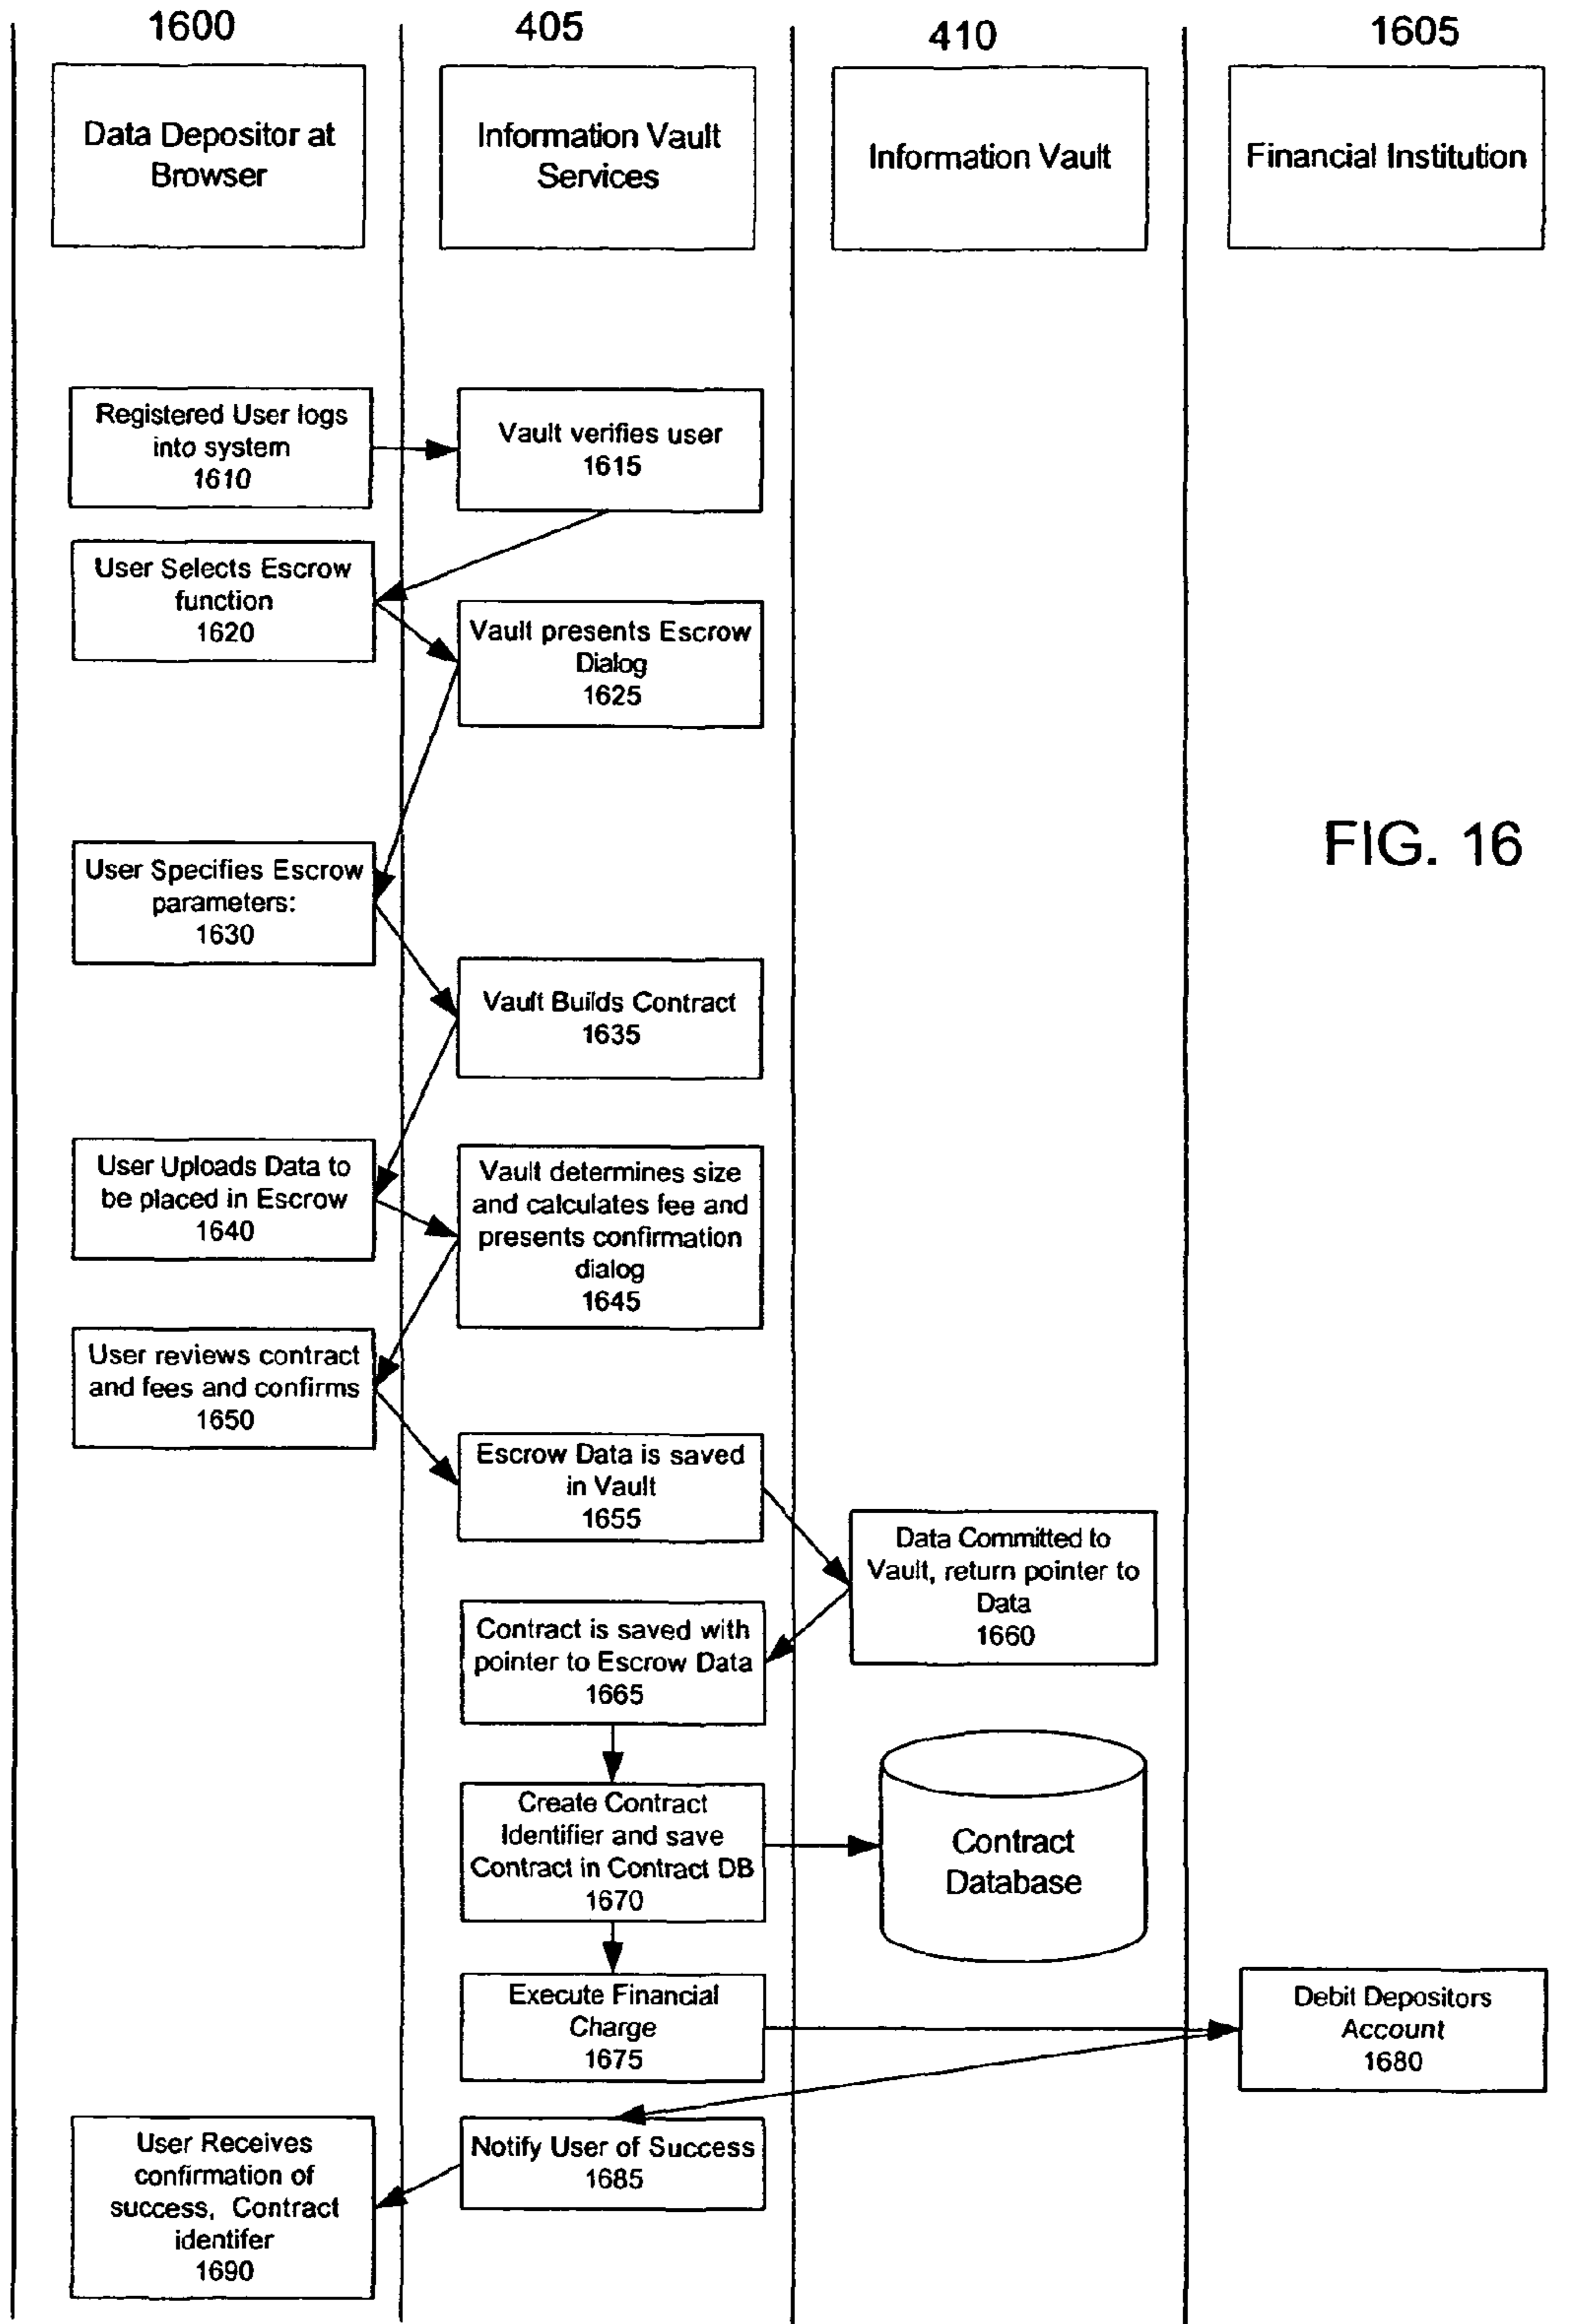 1600
405
410
1605
Data Depositor at
Browser
Information Vault
Services
Information Vault
Financial Institution
Registered User logs
into system
1610
Vault verifies user
1615
User Selects Escrow
function
1620
Vault presents Escrow
Dialog
1625
FIG. 16
User Specifies Escrow
parameters:
1630
Vault Builds Contract
1635
User Uploads Data to
be placed in Escrow
1640
Vault determines size
and calculates fee and
presents confirmation
dialog
1645
User reviews contract
and fees and confirms
1650
Escrow Data is saved
in Vault
1655
Data Committed to
Vault, return pointer to
Data
1660
Contract is saved with
pointer to Escrow Data
1665
Create Contract
Identifier and save
Contract in Contract DB
1670
Contract
Database
Execute Financial
Charge
1675
Debit Depositors
Account
1680
Notify User of Success
1685
User Receives
confirmation of
success, Contract
identifer
1690